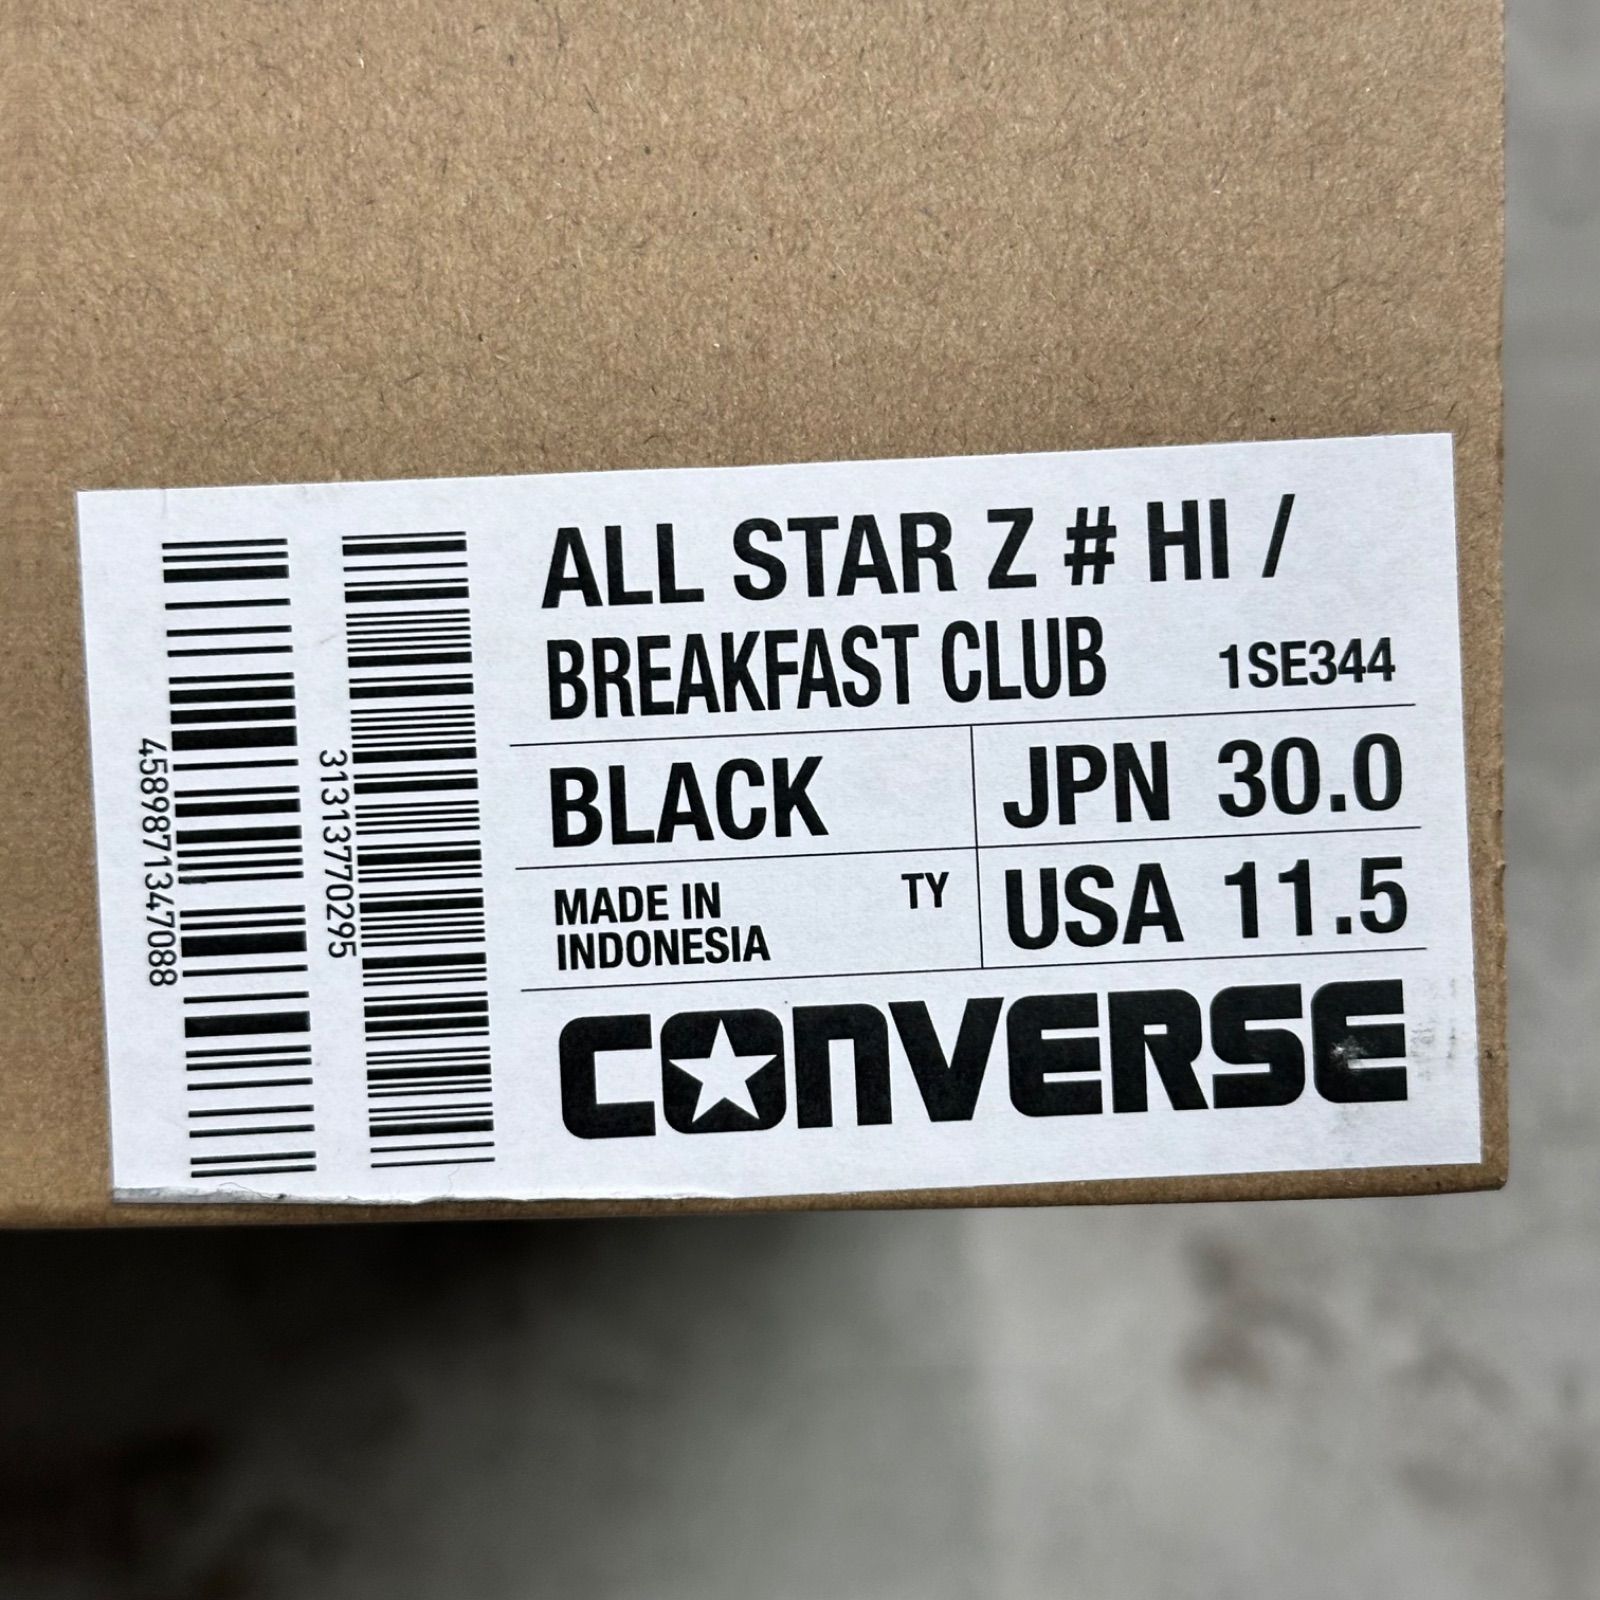 ALL STAR Z # HI /
BREAKFAST CLUB 1SE344
BLACK JPN 30.0
MADE IN INDONESIA TY USA 11.5
CONVERSE
4589871347088
31313770295